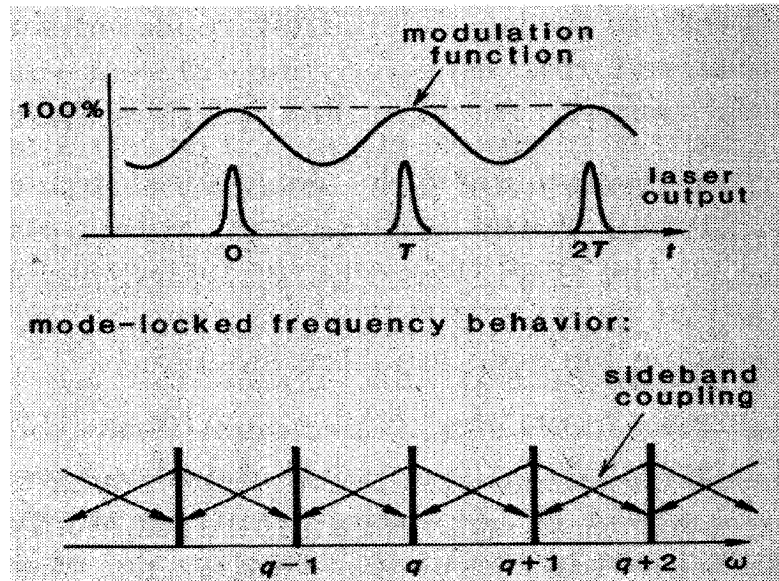 modulation
function
100%
laser
output
0 T 2T t
mode-locked frequency behavior:
sideband
coupling
q-1 q q+1 q+2 ω